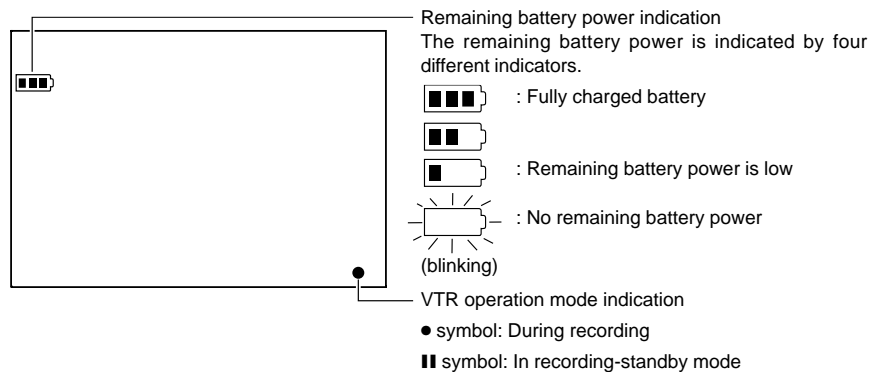 Remaining battery power indication
The remaining battery power is indicated by four
different indicators.
: Fully charged battery
: Remaining battery power is low
: No remaining battery power
(blinking)
VTR operation mode indication
● symbol: During recording
❚❚ symbol: In recording-standby mode